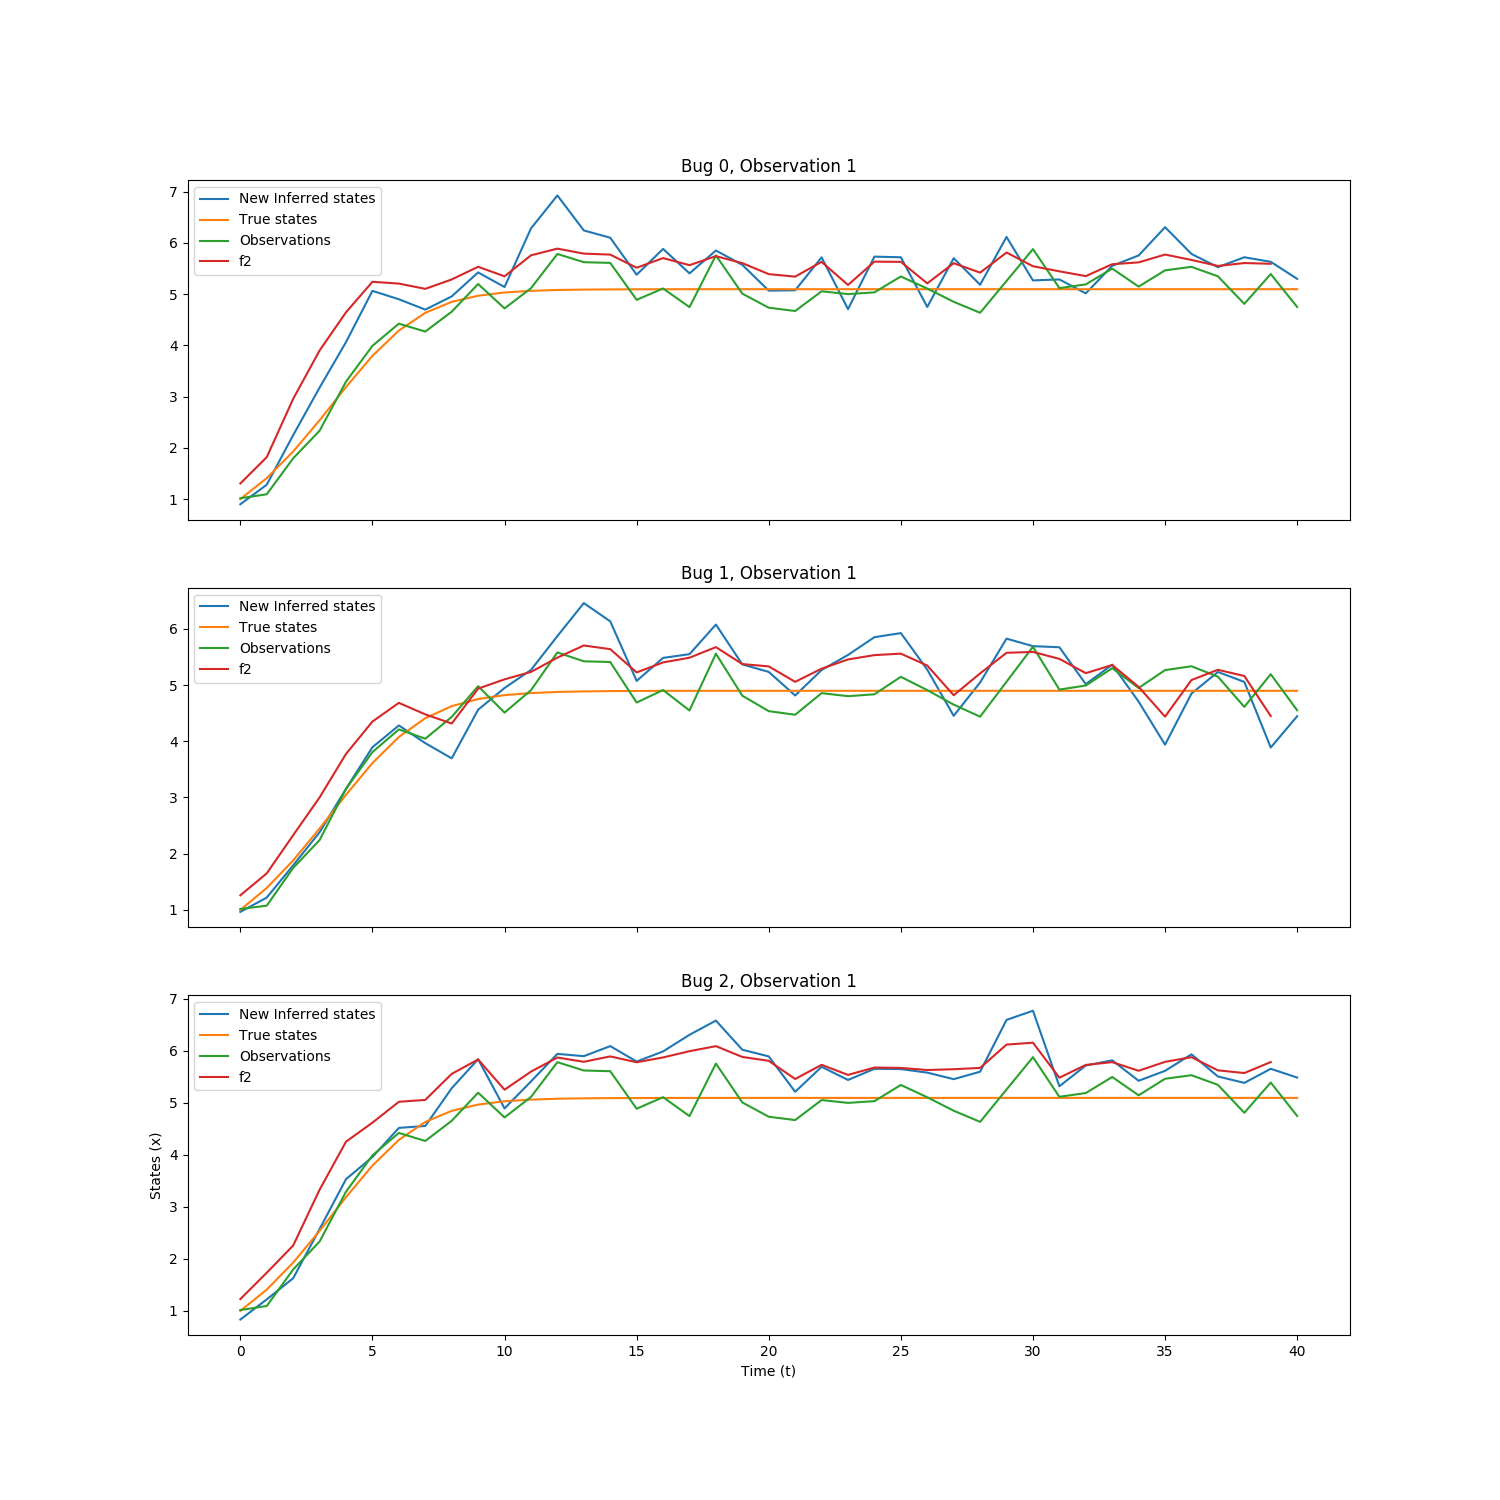 Bug 0, Observation 1
7
6
5
4
3
2
1
New Inferred states
True states
Observations
f2
Bug 1, Observation 1
6
5
4
3
2
1
New Inferred states
True states
Observations
f2
Bug 2, Observation 1
7
6
5
4
3
2
1
States (x)
New Inferred states
True states
Observations
f2
0 5 10 15 20 25 30 35 40
Time (t)